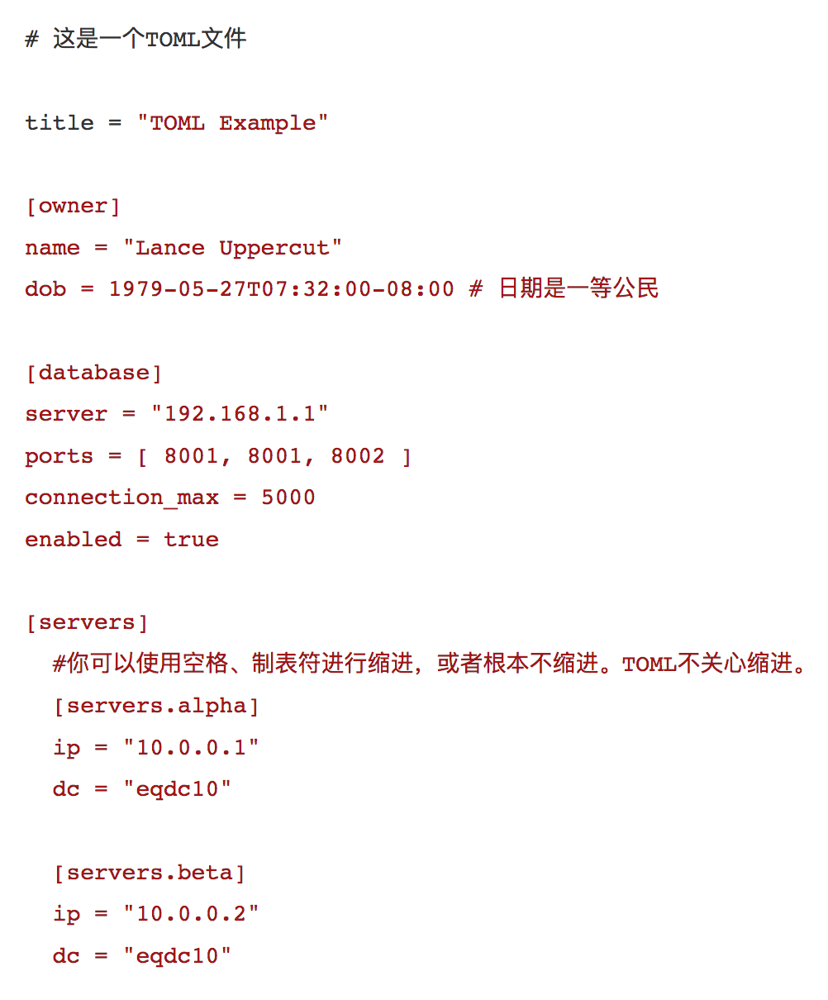 # 这是一个TOML文件
title = "TOML Example"
[owner]
name = "Lance Uppercut"
dob = 1979-05-27T07:32:00-08:00 # 日期是一等公民
[database]
server = "192.168.1.1"
ports = [ 8001, 8001, 8002 ]
connection_max = 5000
enabled = true
[servers]
#你可以使用空格、制表符进行缩进，或者根本不缩进。TOML不关心缩进。
[servers.alpha]
ip = "10.0.0.1"
dc = "eqdc10"
[servers.beta]
ip = "10.0.0.2"
dc = "eqdc10"